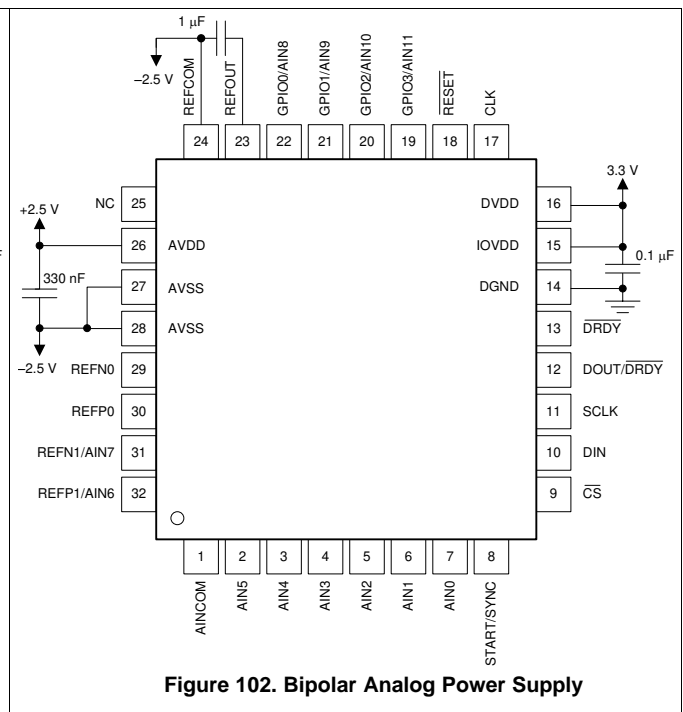 1 μF
–2.5 V
REFCOM
REFOUT
GPIO0/AIN8
GPIO1/AIN9
GPIO2/AIN10
GPIO3/AIN11
RESET
CLK
24
23
22
21
20
19
18
17
NC
25
+2.5 V
26
AVDD
330 nF
27
AVSS
28
AVSS
–2.5 V
REFN0
29
REFP0
30
REFN1/AIN7
31
REFP1/AIN6
32
3.3 V
DVDD
16
IOVDD
15
0.1 μF
DGND
14
13
DRDY
12
DOUT/DRDY
11
SCLK
10
DIN
9
CS
1
2
3
4
5
6
7
8
AINCOM
AIN5
AIN4
AIN3
AIN2
AIN1
AIN0
START/SYNC
F
Figure 102. Bipolar Analog Power Supply